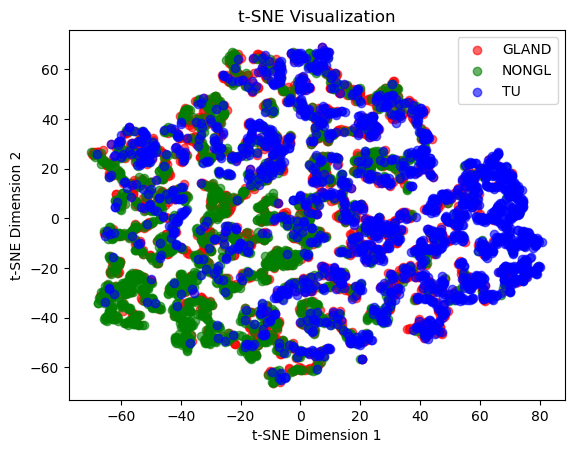 t-SNE Visualization
GLAND
NONGL
TU
60
40
20
0
−20
−40
−60
t-SNE Dimension 2
−60 −40 −20 0 20 40 60 80
t-SNE Dimension 1